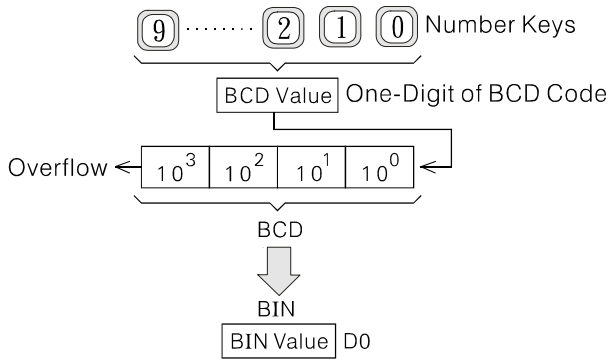 9 ········ 2 1 0 Number Keys
BCD Value One-Digit of BCD Code
Overflow 10³ 10² 10¹ 10⁰
BCD
BIN
BIN Value D0